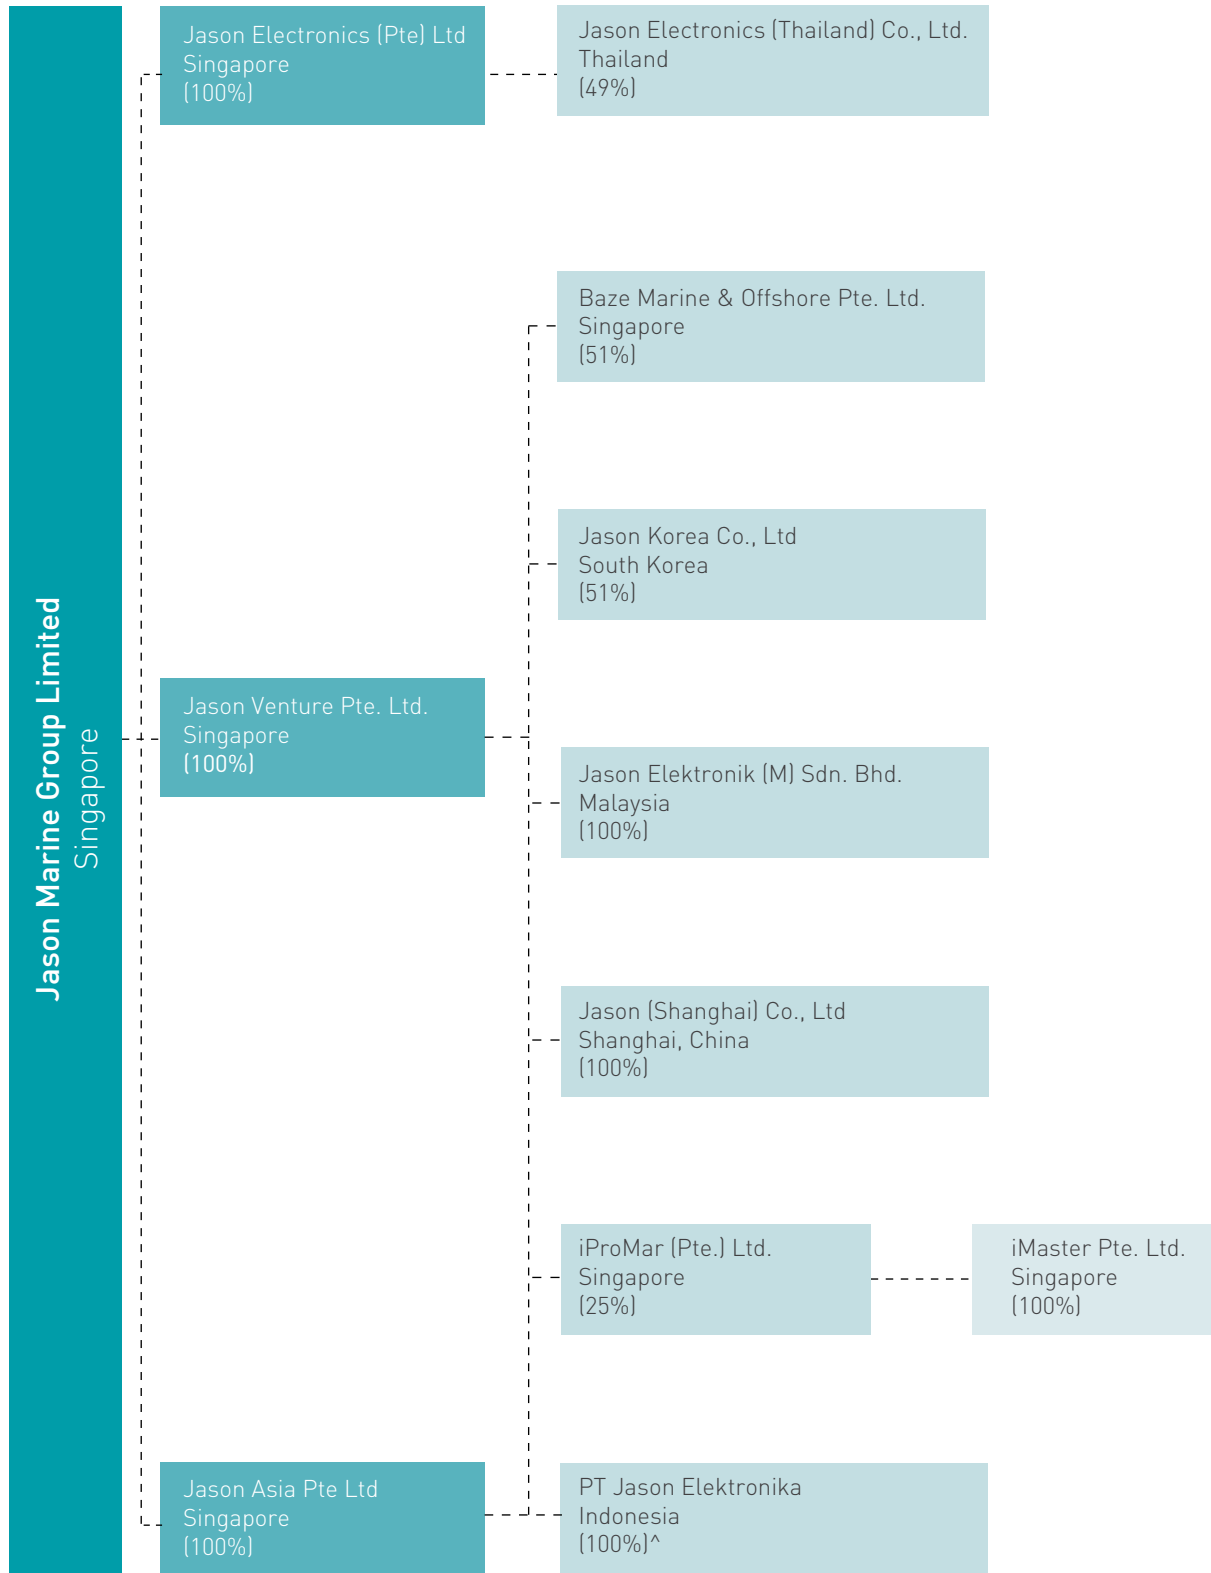 Jason Marine Group Limited
Singapore
Jason Electronics (Pte) Ltd
Singapore
(100%)
Jason Electronics (Thailand) Co., Ltd.
Thailand
(49%)
Baze Marine & Offshore Pte. Ltd.
Singapore
(51%)
Jason Korea Co., Ltd
South Korea
(51%)
Jason Venture Pte. Ltd.
Singapore
(100%)
Jason Elektronik (M) Sdn. Bhd.
Malaysia
(100%)
Jason (Shanghai) Co., Ltd
Shanghai, China
(100%)
iProMar (Pte.) Ltd.
Singapore
(25%)
iMaster Pte. Ltd.
Singapore
(100%)
Jason Asia Pte Ltd
Singapore
(100%)
PT Jason Elektronika
Indonesia
(100%)^